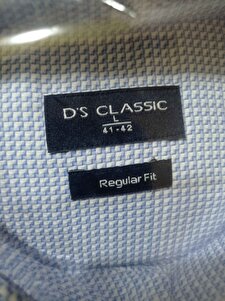 D'S CLASSIC
L
41-42
Regular Fit